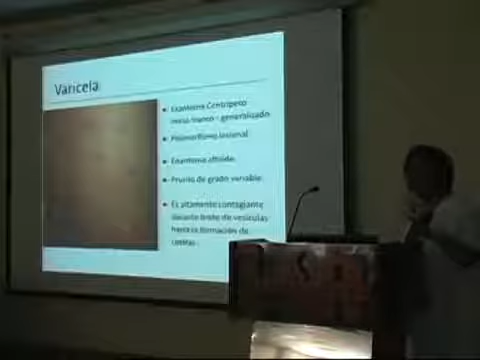 Varicela
Exantema Centrípeto
- generalizado
Polimorfismo lesional
Enantema
Prurito de grado variable.
Es altamente contagiante
durante brote de vesículas
hasta la formación de
costras.